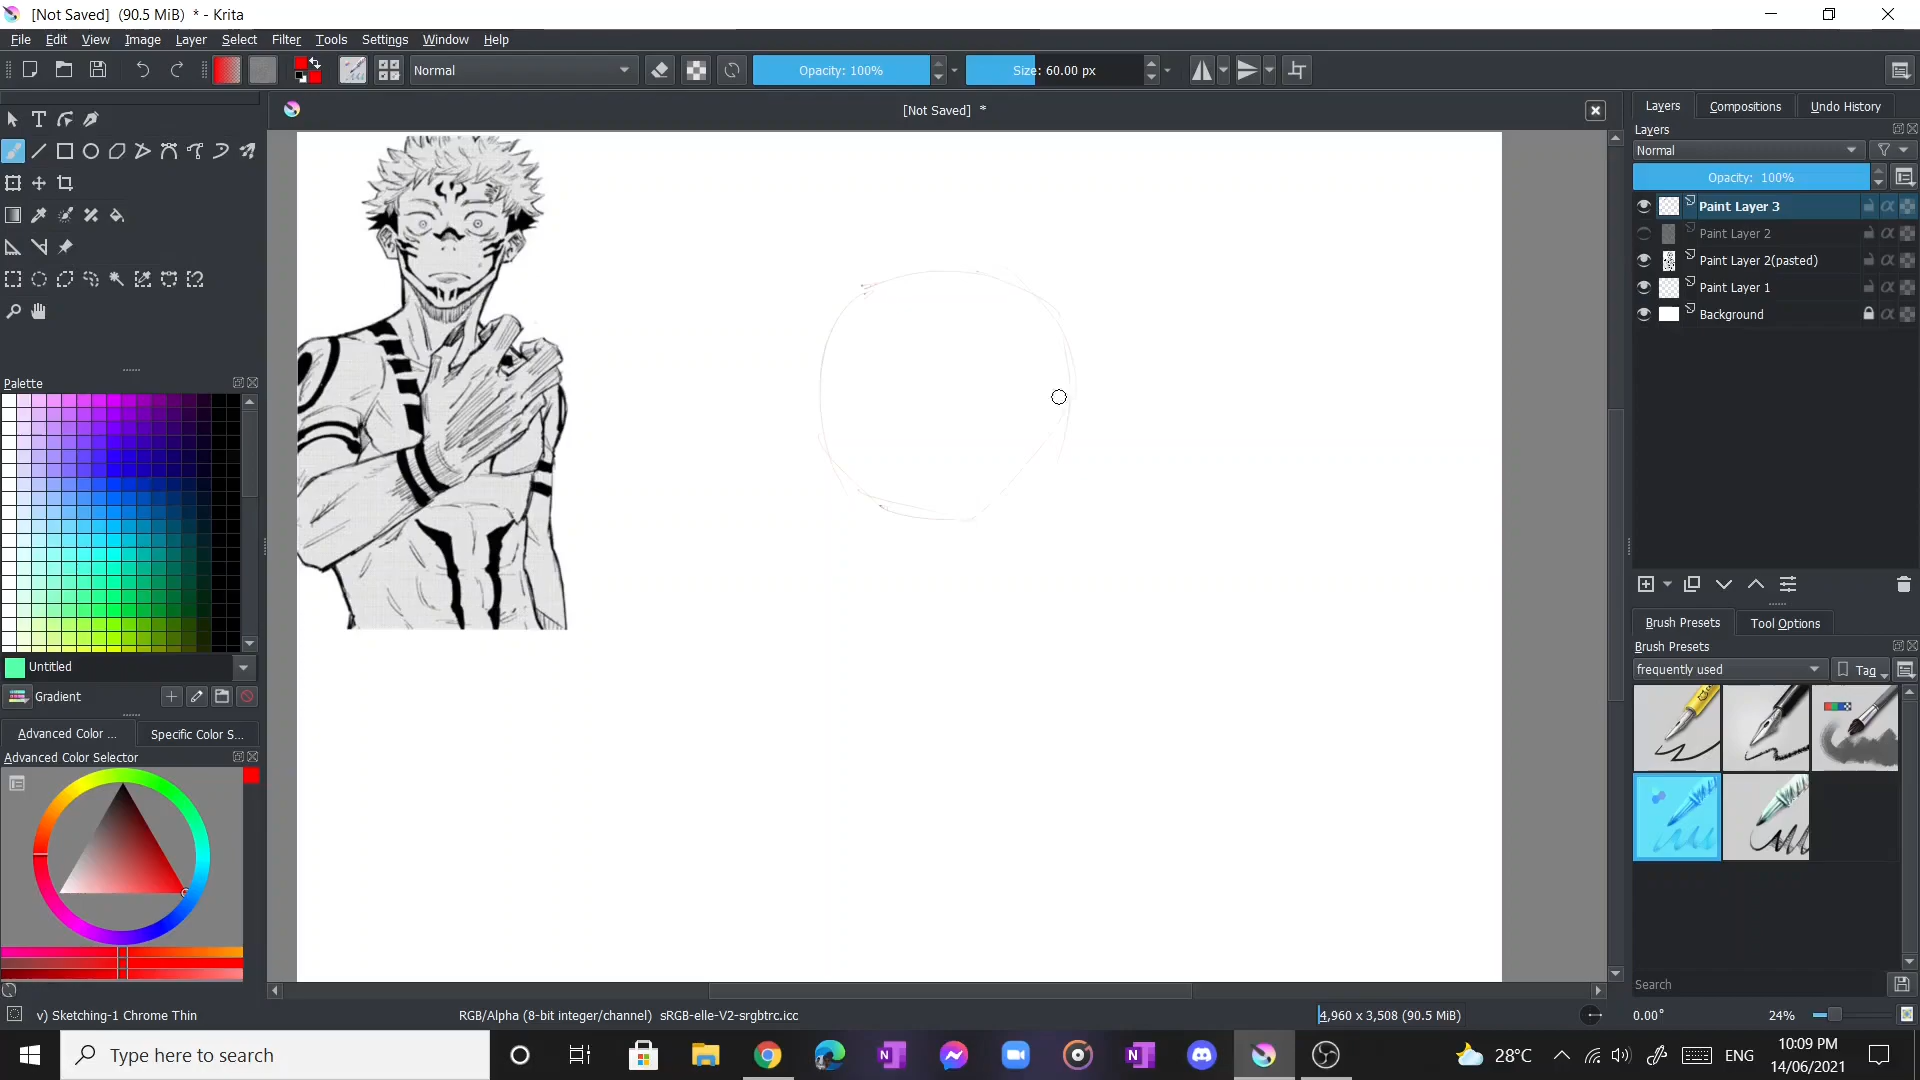 [Not Saved]  (90.5 MiB)  * - Krita
File Edit View Image Layer Select Filter Tools Settings Window Help
Normal
Opacity: 100%
Size: 60.00 px
[Not Saved]  *
Layers Compositions Undo History
Layers
Normal
Opacity:  100%
Paint Layer 3
Paint Layer 2
Paint Layer 2(pasted)
Paint Layer 1
Background
Palette
Untitled
Gradient
Advanced Color ... Specific Color S...
Advanced Color Selector
Brush Presets Tool Options
Brush Presets
frequently used
Tag
Search
v) Sketching-1 Chrome Thin
RGB/Alpha (8-bit integer/channel)  sRGB-elle-V2-srgbtrc.icc
4,960 x 3,508 (90.5 MiB)
0.00°
24%
Type here to search
28°C
ENG
10:09 PM
14/06/2021